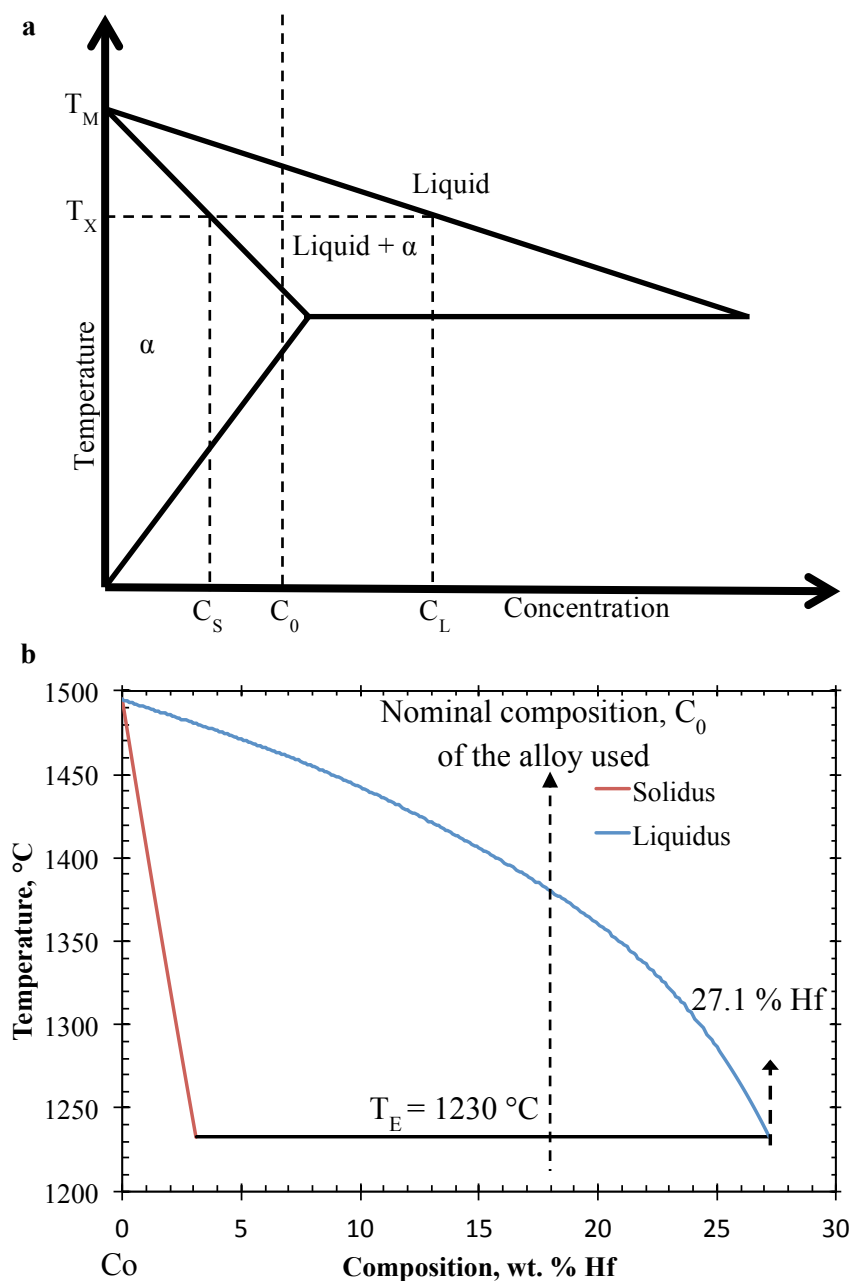 a
T_M
T_X
Liquid
Liquid + α
α
Temperature
C_S
C_0
C_L
Concentration
b
1500
1450
1400
1350
1300
1250
1200
Temperature, °C
Nominal composition, C_0
of the alloy used
Solidus
Liquidus
27.1 % Hf
T_E = 1230 °C
0
5
10
15
20
25
30
Co
Composition, wt. % Hf